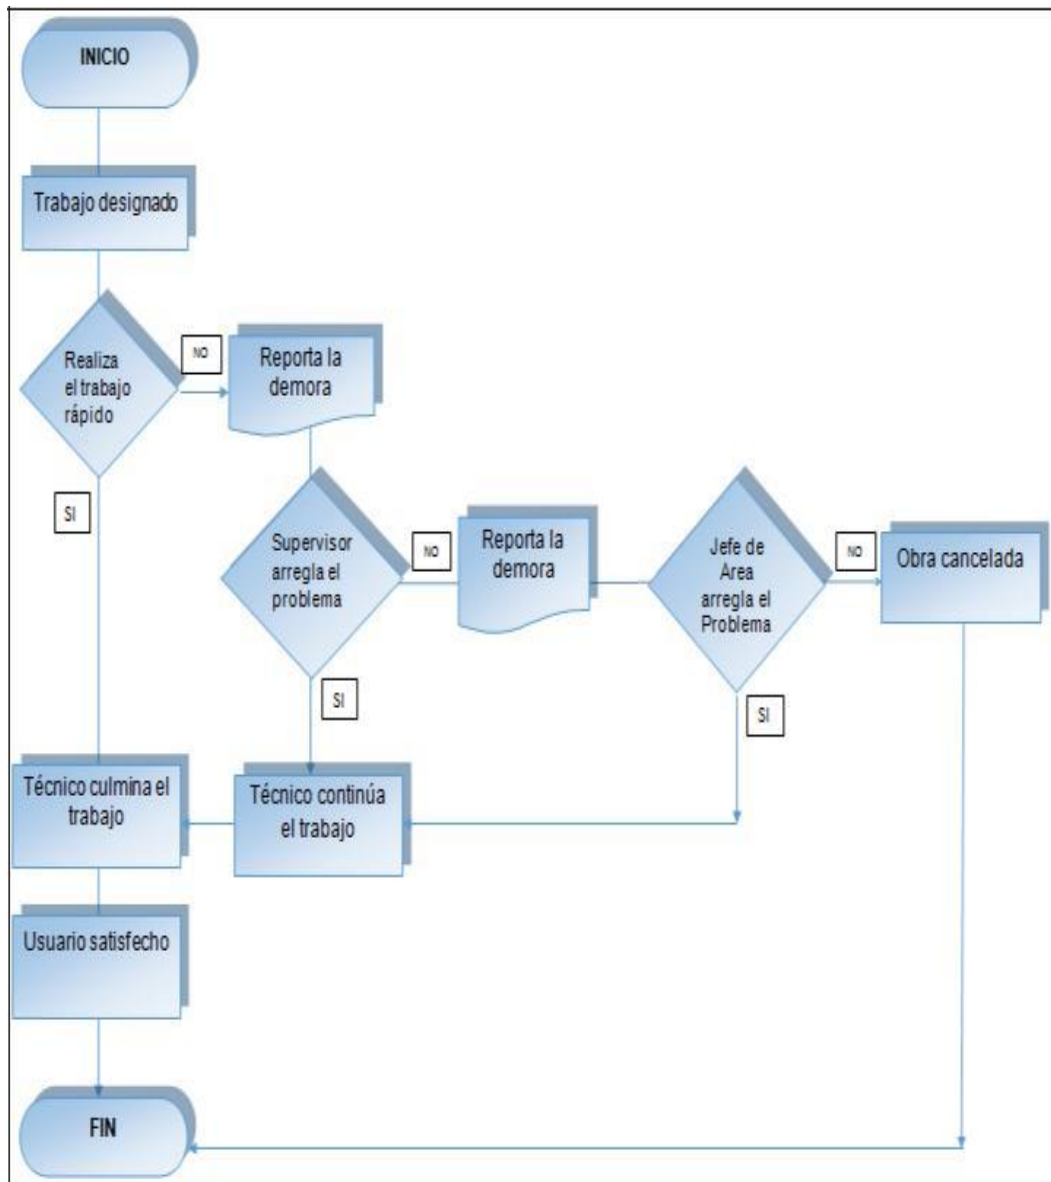 INICIO
Trabajo designado
Realiza
el trabajo
rápido
NO
Reporta la
demora
SI
Supervisor
arregla el
problema
NO
Reporta la
demora
Jefe de
Area
arregla el
Problema
NO
Obra cancelada
SI
SI
Técnico culmina el
trabajo
Técnico continúa
el trabajo
Usuario satisfecho
FIN